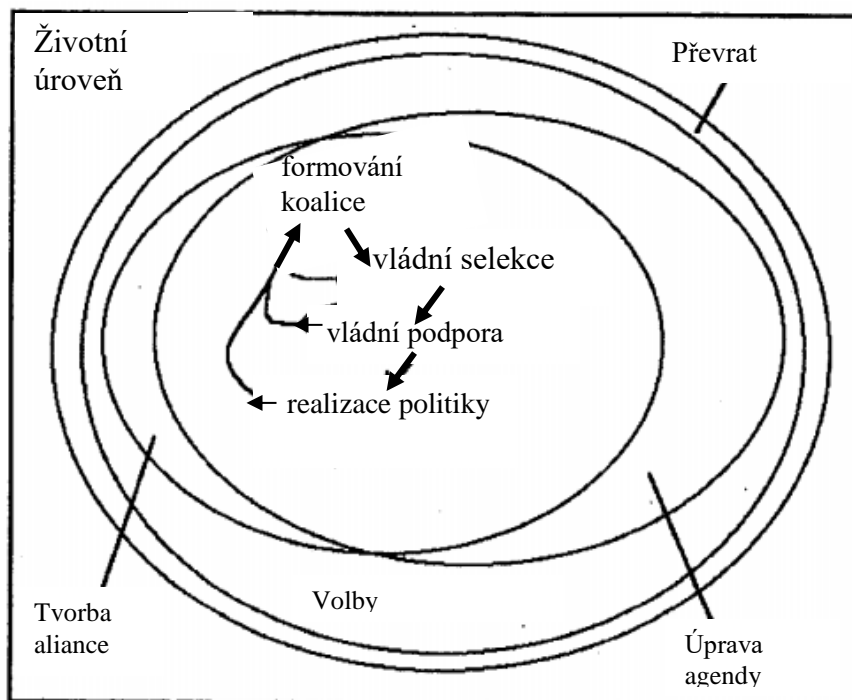 Životní
úroveň
Převrat
formování
koalice
vládní selekce
vládní podpora
realizace politiky
Volby
Tvorba
aliance
Úprava
agendy